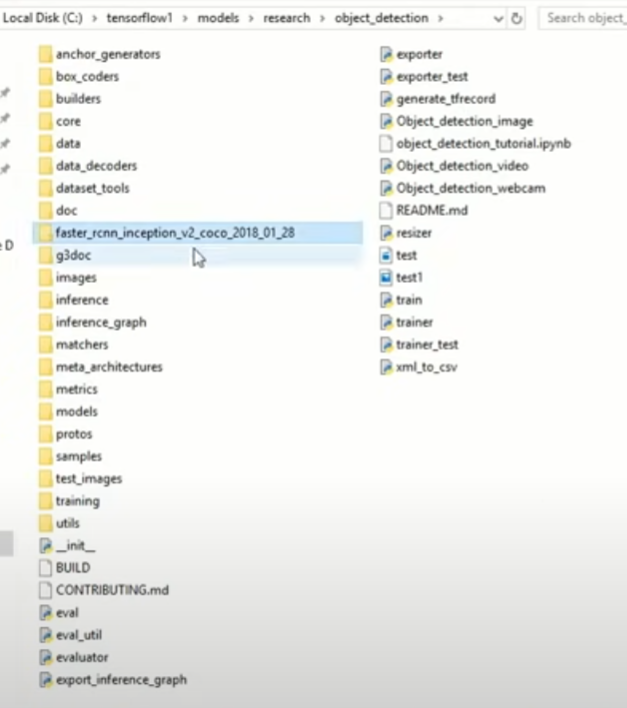 Local Disk (C:) > tensorflow1 > models > research > object_detection >
Search object_
anchor_generators
box_coders
builders
core
data
data_decoders
dataset_tools
doc
faster_rcnn_inception_v2_coco_2018_01_28
g3doc
images
inference
inference_graph
matchers
meta_architectures
metrics
models
protos
samples
test_images
training
utils
__init__
BUILD
CONTRIBUTING.md
eval
eval_util
evaluator
export_inference_graph
exporter
exporter_test
generate_tfrecord
Object_detection_image
object_detection_tutorial.ipynb
Object_detection_video
Object_detection_webcam
README.md
resizer
test
test1
train
trainer
trainer_test
xml_to_csv
e D